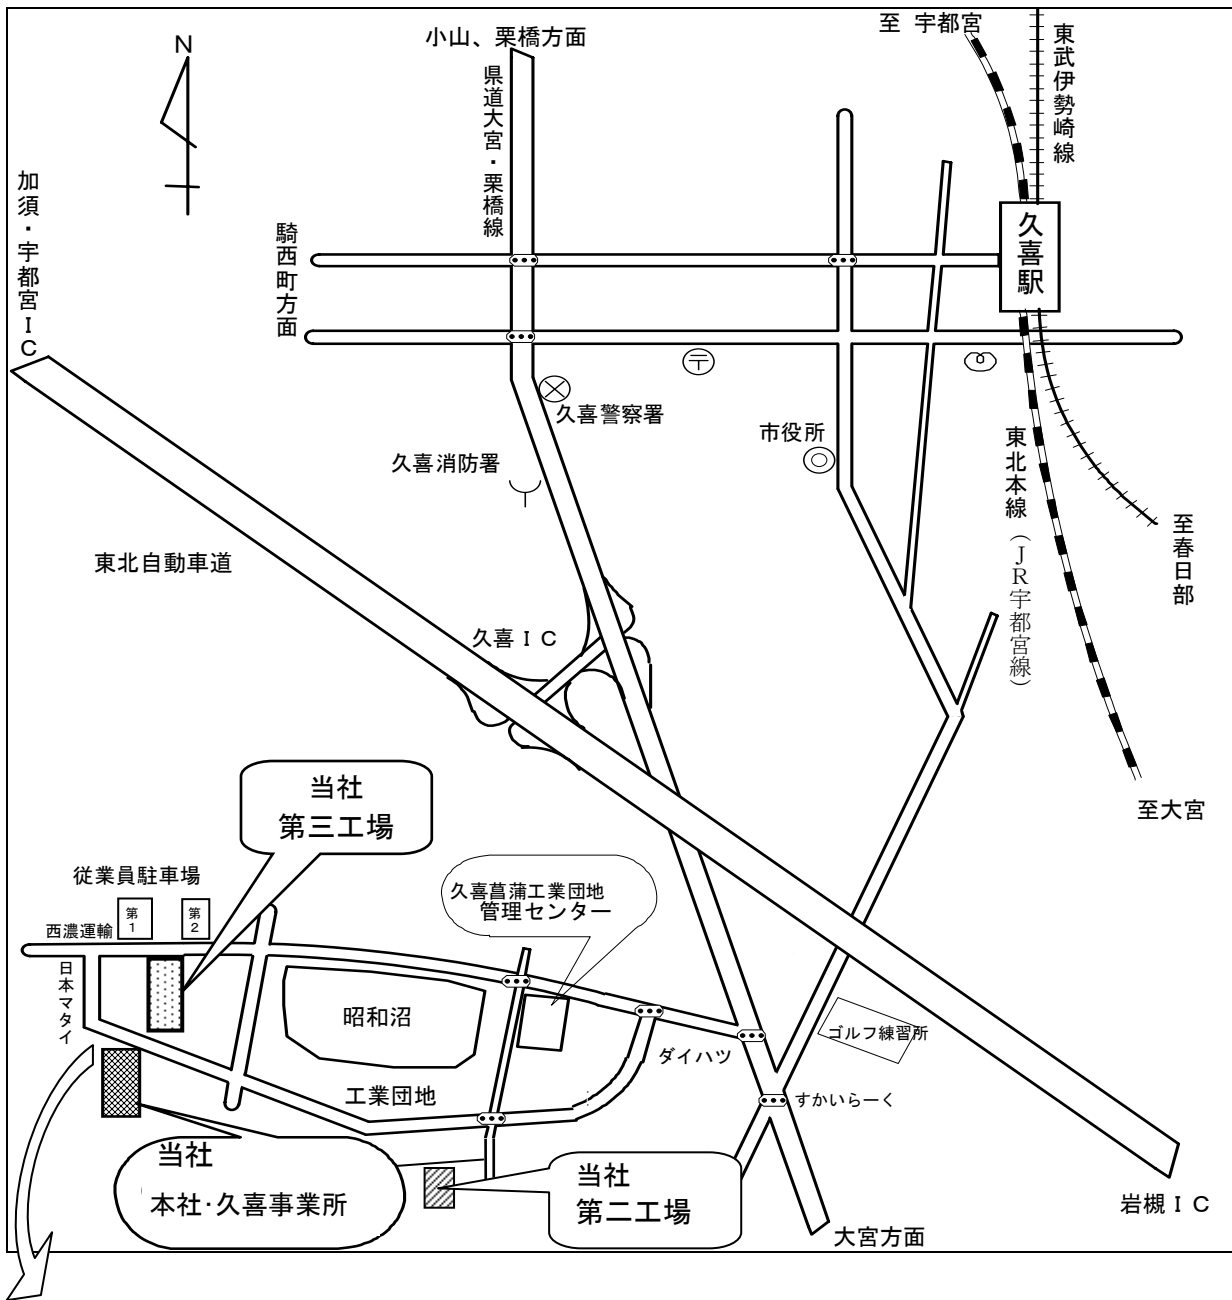 至 宇都宮
東武伊勢崎線
小山、栗橋方面
N
県道大宮・栗橋線
加須・宇都宮ＩＣ
騎西町方面
久喜駅
〒
久喜警察署
市役所
久喜消防署
東北本線（ＪＲ宇都宮線）
至春日部
東北自動車道
久喜ＩＣ
当社
第三工場
至大宮
従業員駐車場
第1
第2
久喜菖蒲工業団地
管理センター
西濃運輸
日本マタイ
昭和沼
ゴルフ練習所
ダイハツ
工業団地
すかいらーく
当社
本社・久喜事業所
当社
第二工場
岩槻ＩＣ
大宮方面